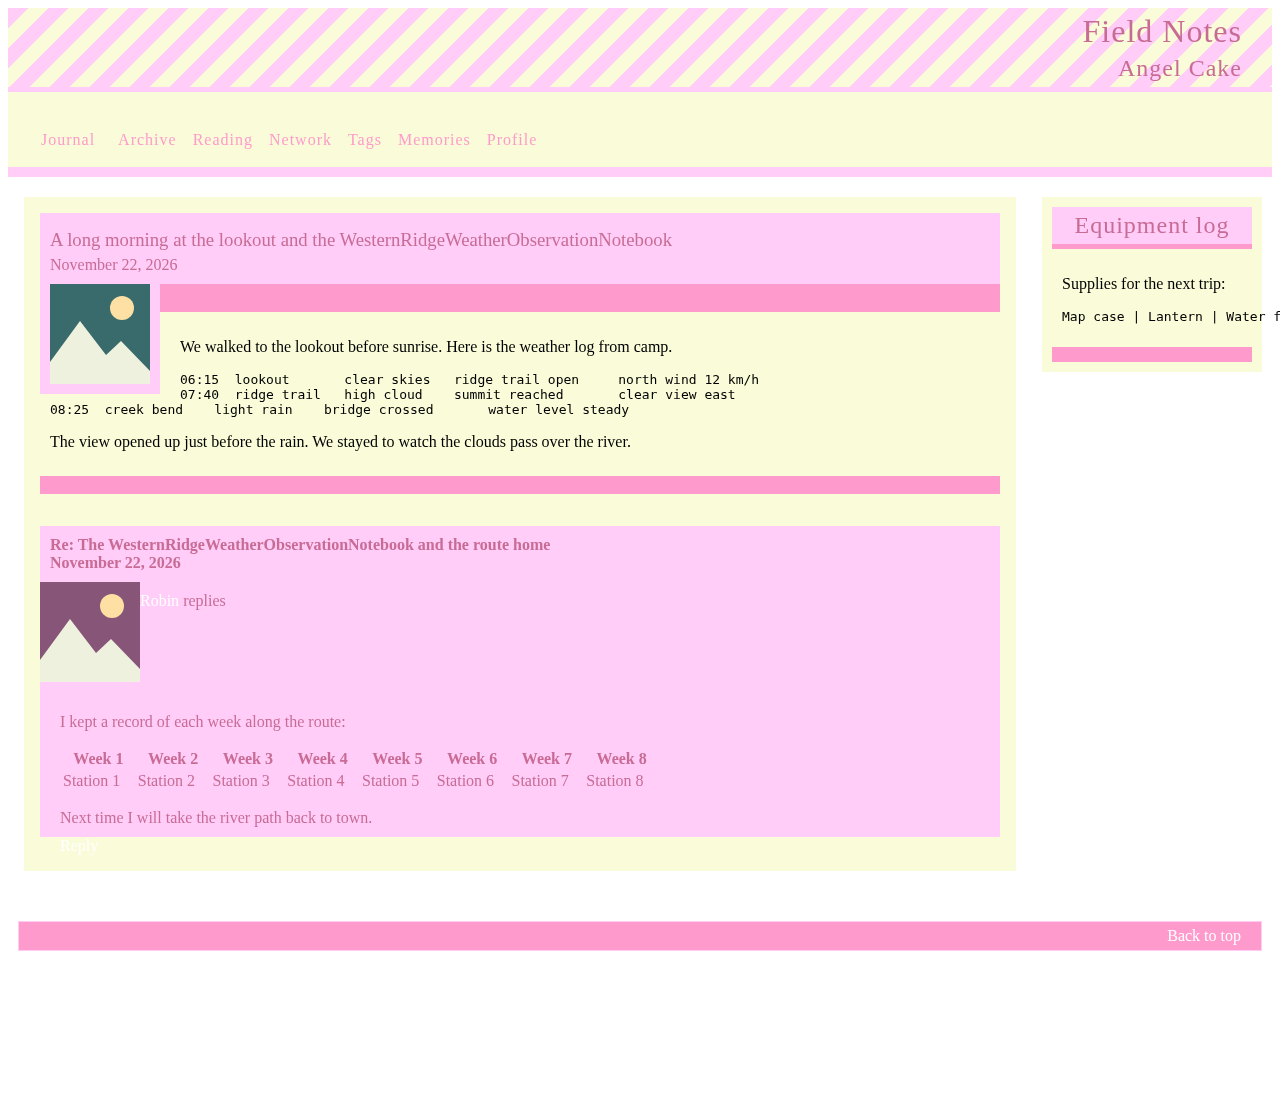 Field Notes
Angel Cake
Journal Archive Reading Network Tags Memories Profile
A long morning at the lookout and the WesternRidgeWeatherObservationNotebook
November 22, 2026
We walked to the lookout before sunrise. Here is the weather log from camp.
06:15 lookout clear skies ridge trail open north wind 12 km/h
07:40 ridge trail high cloud summit reached clear view east
08:25 creek bend light rain bridge crossed water level steady
The view opened up just before the rain. We stayed to watch the clouds pass over the river.
Re: The WesternRidgeWeatherObservationNotebook and the route home
November 22, 2026
Robin replies
I kept a record of each week along the route:
Week 1 Week 2 Week 3 Week 4 Week 5 Week 6 Week 7 Week 8
Station 1 Station 2 Station 3 Station 4 Station 5 Station 6 Station 7 Station 8
Next time I will take the river path back to town.
Reply
Equipment log
Supplies for the next trip:
Map case | Lantern | Water
Back to top